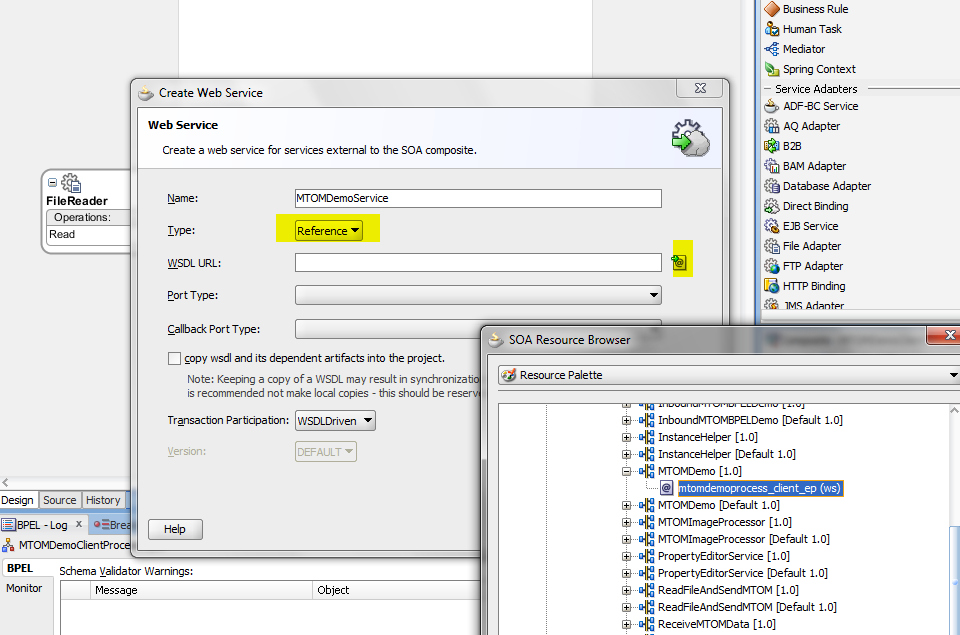 Business Rule
Human Task
Mediator
Spring Context
Service Adapters
ADF-BC Service
AQ Adapter
B2B
BAM Adapter
Database Adapter
Direct Binding
EJB Service
File Adapter
FTP Adapter
HTTP Binding
JMS Adapter
FileReader
Operations:
Read
Create Web Service
Web Service
Create a web service for services external to the SOA composite.
Name: MTOMDemoService
Type: Reference
WSDL URL:
Port Type:
Callback Port Type:
copy wsdl and its dependent artifacts into the project.
Note: Keeping a copy of a WSDL may result in synchronizatio
is recommended not make local copies - this should be reserve
Transaction Participation: WSDLDriven
Version: DEFAULT
Help
SOA Resource Browser
Resource Palette
InboundMTOMBPELDemo [1.0]
InboundMTOMBPELDemo [Default 1.0]
InstanceHelper [1.0]
InstanceHelper [Default 1.0]
MTOMDemo [1.0]
mtomdemoprocess_client_ep (ws)
MTOMDemo [Default 1.0]
MTOMImageProcessor [1.0]
MTOMImageProcessor [Default 1.0]
PropertyEditorService [1.0]
PropertyEditorService [Default 1.0]
ReadFileAndSendMTOM [1.0]
ReadFileAndSendMTOM [Default 1.0]
ReceiveMTOMData [1.0]
Design Source History
BPEL - Log x Brea
MTOMDemoClientProce
BPEL
Monitor
Schema Validator Warnings:
Message Object